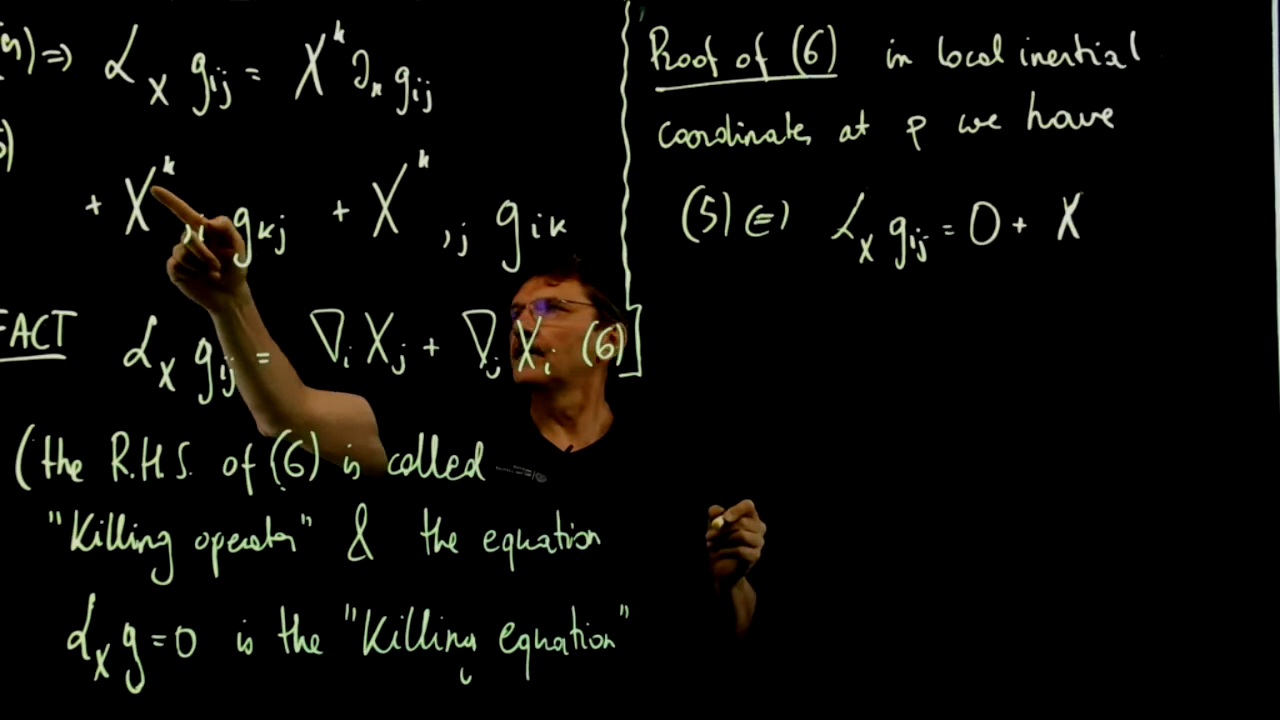 ⇒ ℒ_X g_ij = X^k ∂_k g_ij
+ X^k_,i g_kj + X^k_,j g_ik
FACT ℒ_X g_ij = ∇_i X_j + ∇_j X_i (6)]
(the R.H.S. of (6) is called
"Killing operator" & the equation
ℒ_X g = 0 is the "Killing equation"
Proof of (6) in local inertial
coordinates at p we have
(5) ⇔ ℒ_X g_ij = 0 + X